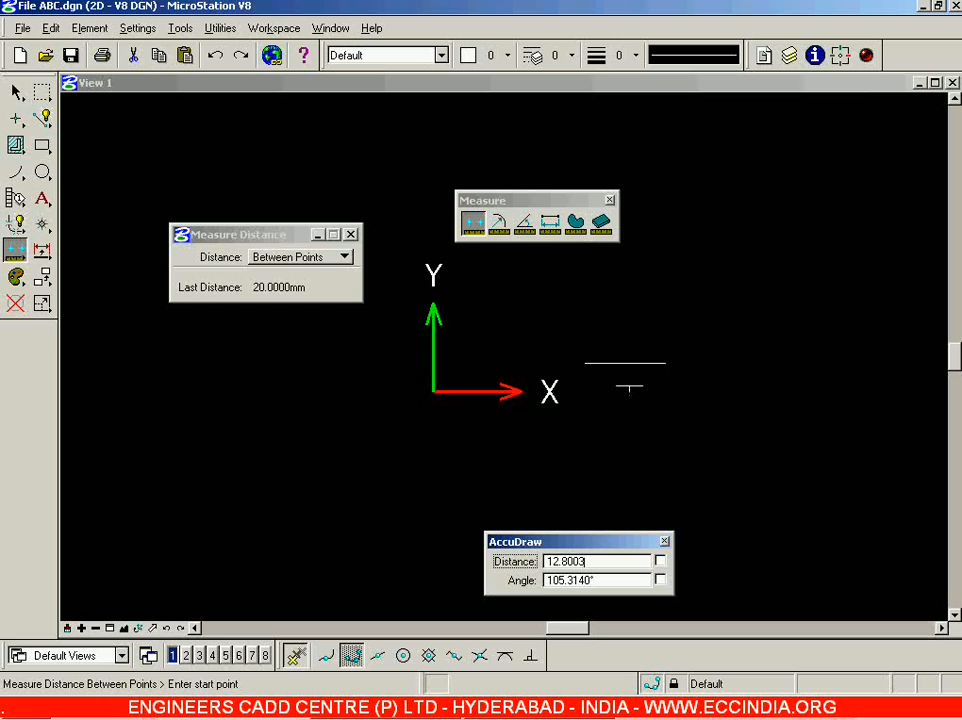 File ABC.dgn (2D - V8 DGN) - MicroStation V8
File Edit Element Settings Tools Utilities Workspace Window Help
Default 0 0 0
View 1
Measure
Measure Distance
Distance: Between Points
Last Distance: 20.0000mm
Y
X
AccuDraw
Distance: 12.8003
Angle: 105.3140°
Default Views 1 2 3 4 5 6 7 8
Measure Distance Between Points > Enter start point Default
. ENGINEERS CADD CENTRE (P) LTD - HYDERABAD - INDIA - WWW.ECCINDIA.ORG